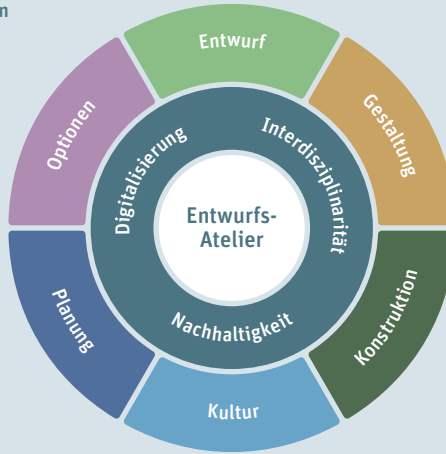 n
Entwurf
Gestaltung
Konstruktion
Kultur
Planung
Optionen
Digitalisierung
Interdisziplinarität
Nachhaltigkeit
Entwurfs-
Atelier